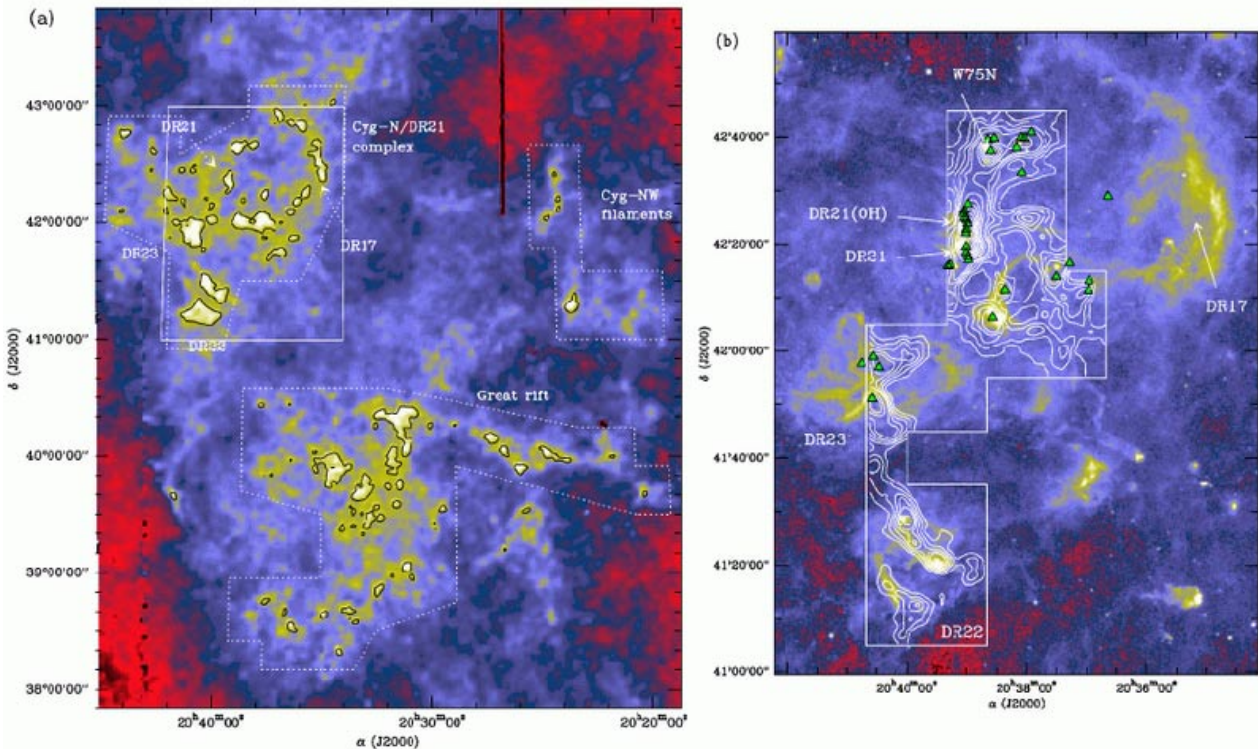 (a)
43°00'00"
42°00'00"
41°00'00"
40°00'00"
39°00'00"
38°00'00"
δ (J2000)
DR21
Cyg-N/DR21
complex
Cyg-NW
filaments
DR23
DR17
Great rift
20ʰ40ᵐ00ˢ
20ʰ30ᵐ00ˢ
20ʰ20ᵐ00ˢ
α (J2000)
(b)
W75N
42°40'00"
DR21(OH)
DR21
42°20'00"
DR17
42°00'00"
δ (J2000)
DR23
41°40'00"
41°20'00"
DR22
41°00'00"
20ʰ40ᵐ00ˢ
20ʰ38ᵐ00ˢ
20ʰ36ᵐ00ˢ
α (J2000)